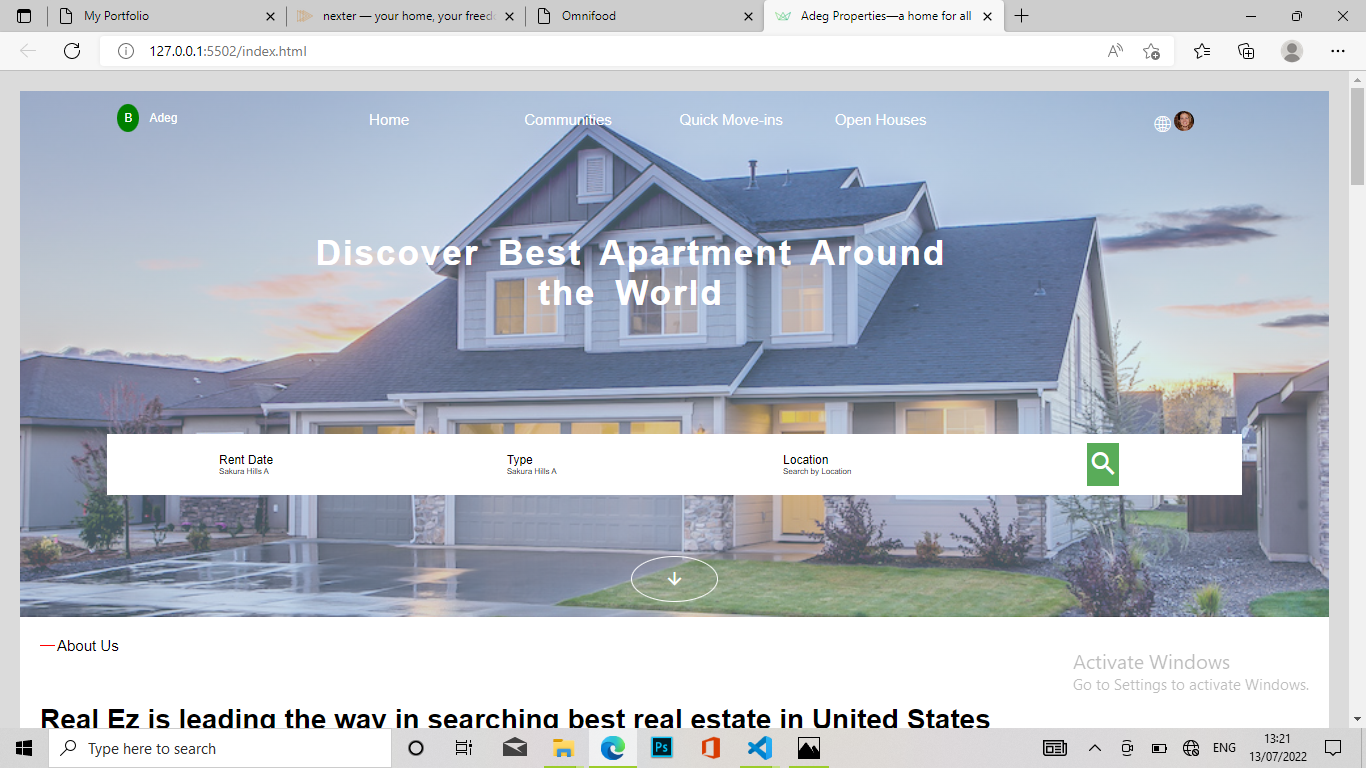 My Portfolio
nexter — your home, your freed
Omnifood
Adeg Properties—a home for all
127.0.0.1:5502/index.html
B Adeg
Home
Communities
Quick Move-ins
Open Houses
Discover Best Apartment Around
the World
Rent Date
Sakura Hills A
Type
Sakura Hills A
Location
Search by Location
—About Us
Real Ez is leading the way in searching best real estate in United States
Activate Windows
Go to Settings to activate Windows.
Type here to search
Ps
ENG
13:21
13/07/2022